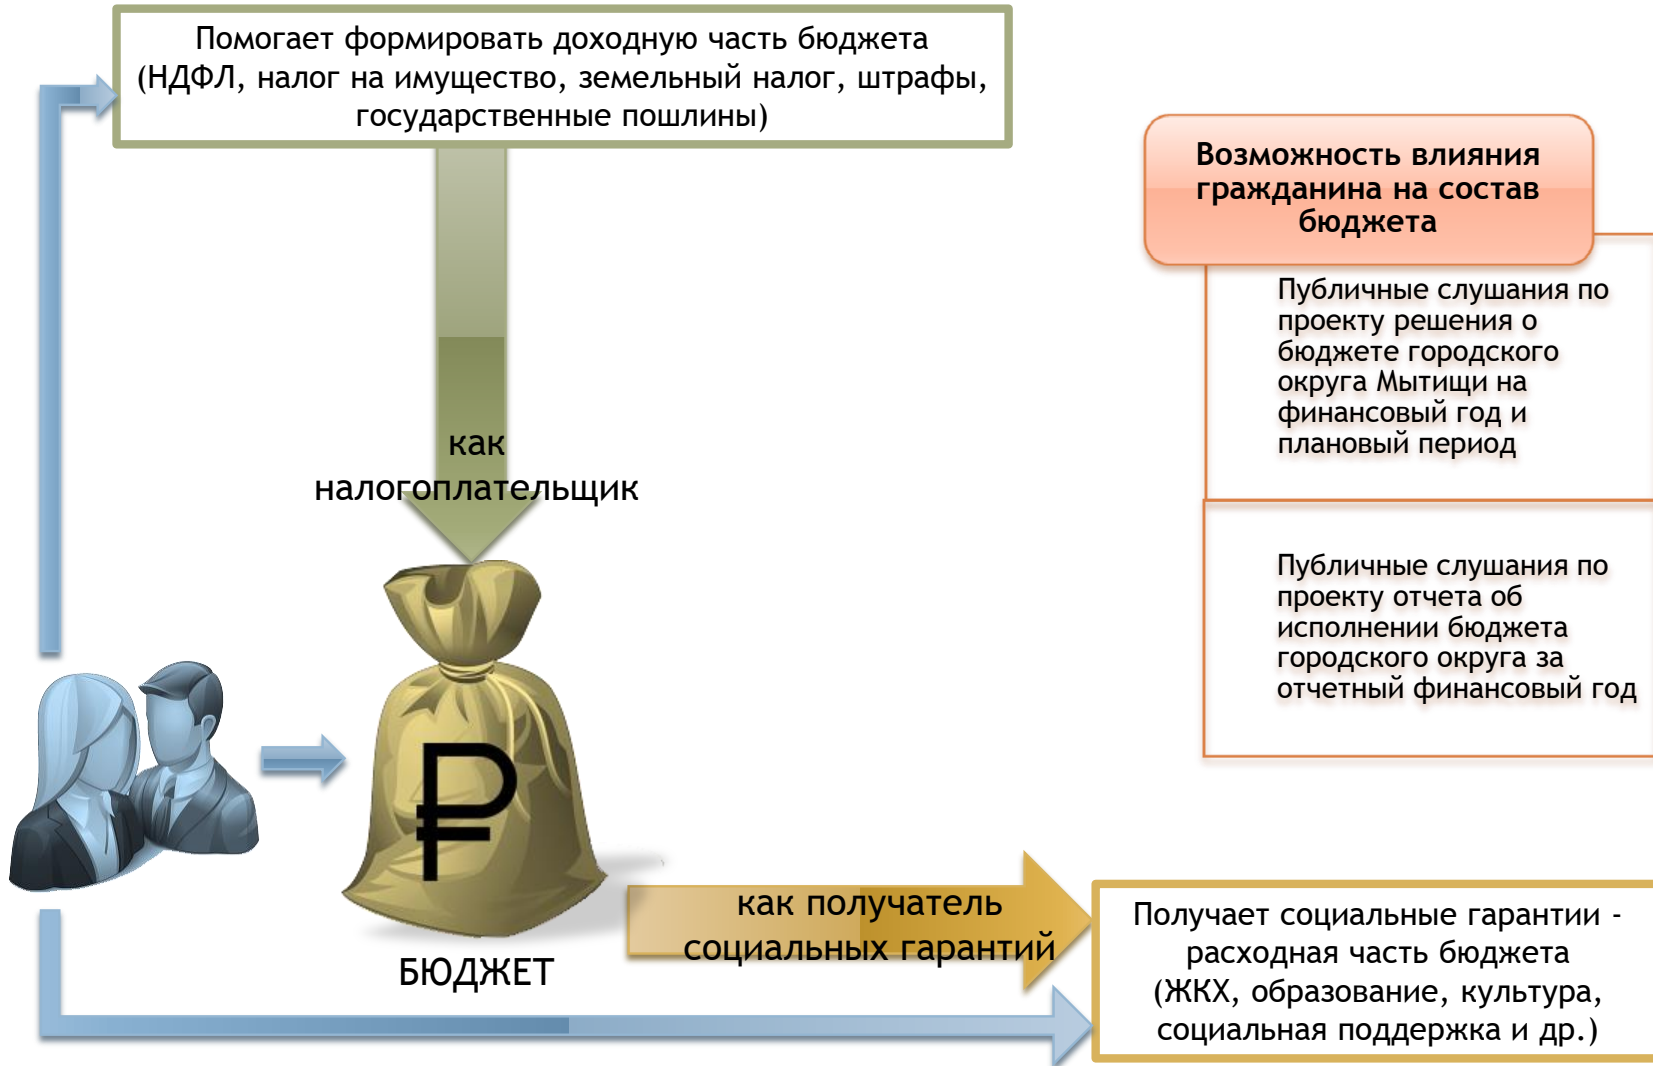 Помогает формировать доходную часть бюджета
(НДФЛ, налог на имущество, земельный налог, штрафы,
государственные пошлины)
Возможность влияния
гражданина на состав
бюджета
Публичные слушания по
проекту решения о
бюджете городского
округа Мытищи на
финансовый год и
плановый период
как
налогоплательщик
Публичные слушания по
проекту отчета об
исполнении бюджета
городского округа за
отчетный финансовый год
₽
БЮДЖЕТ
как получатель
социальных гарантий
Получает социальные гарантии -
расходная часть бюджета
(ЖКХ, образование, культура,
социальная поддержка и др.)